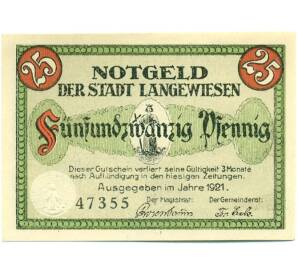 25 25
NOTGELD
DER STADT LANGEWIESEN
Fünfundzwanzig Pfennig
Dieser Gutschein verliert seine Gültigkeit 3 Monate
nach Aufkündigung in den hiesigen Zeitungen.
Ausgegeben im Jahre 1921.
47355
Der Magistrat: Der Gemeinderat: